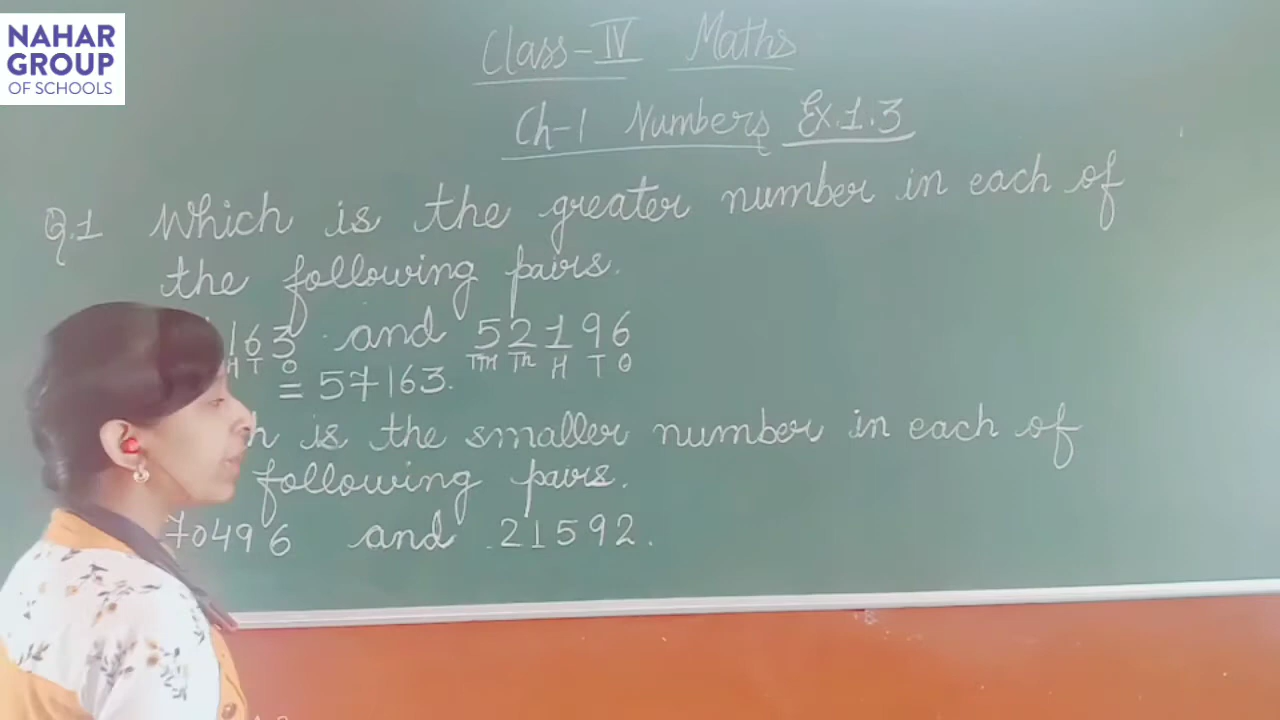 NAHAR
GROUP
OF SCHOOLS
Class-IV Maths
Ch-1 Numbers Ex.1.3
Q.1 Which is the greater number in each of
the following pairs.
163 and 52196
H T O TTH Th H T O
= 57163.
h is the smaller number in each of
following pairs.
70496 and 21592.